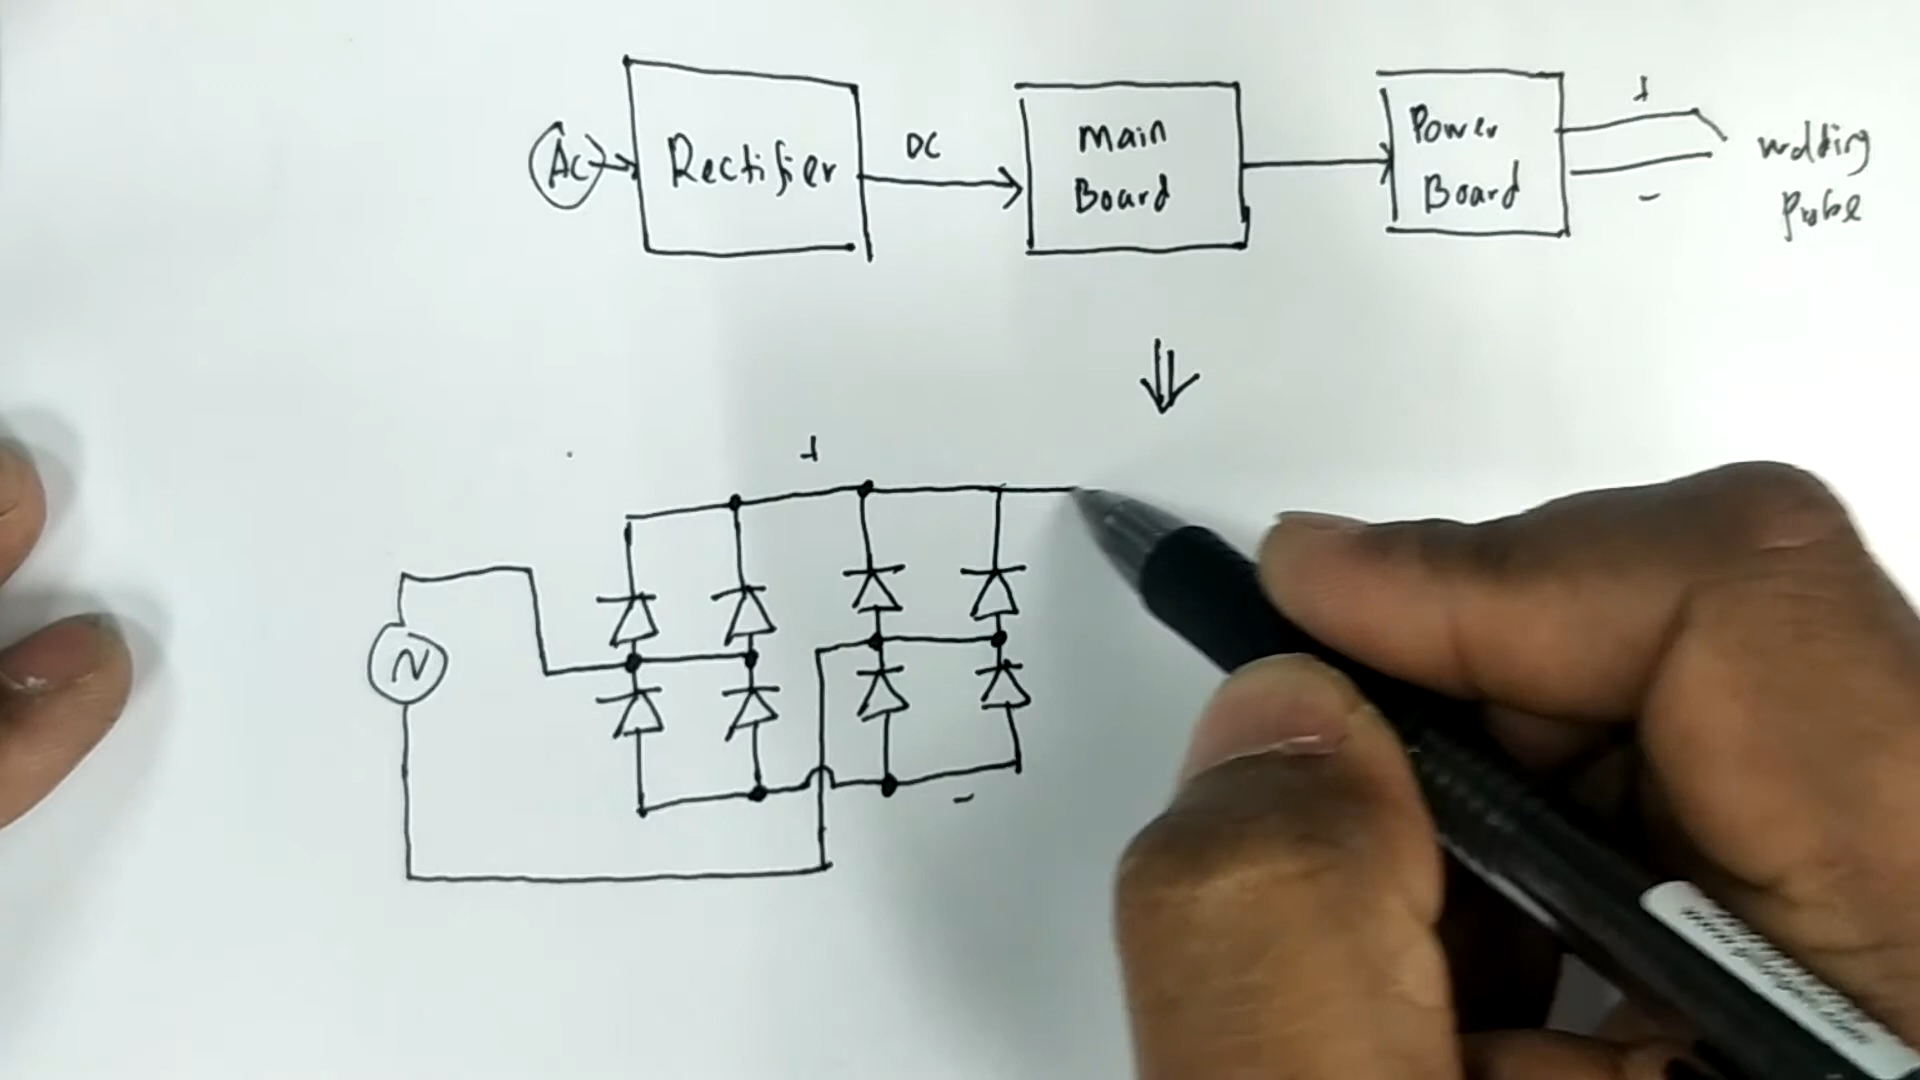 AC
Rectifier
DC
Main
Board
Power
Board
+
-
welding
probe
+
N
-